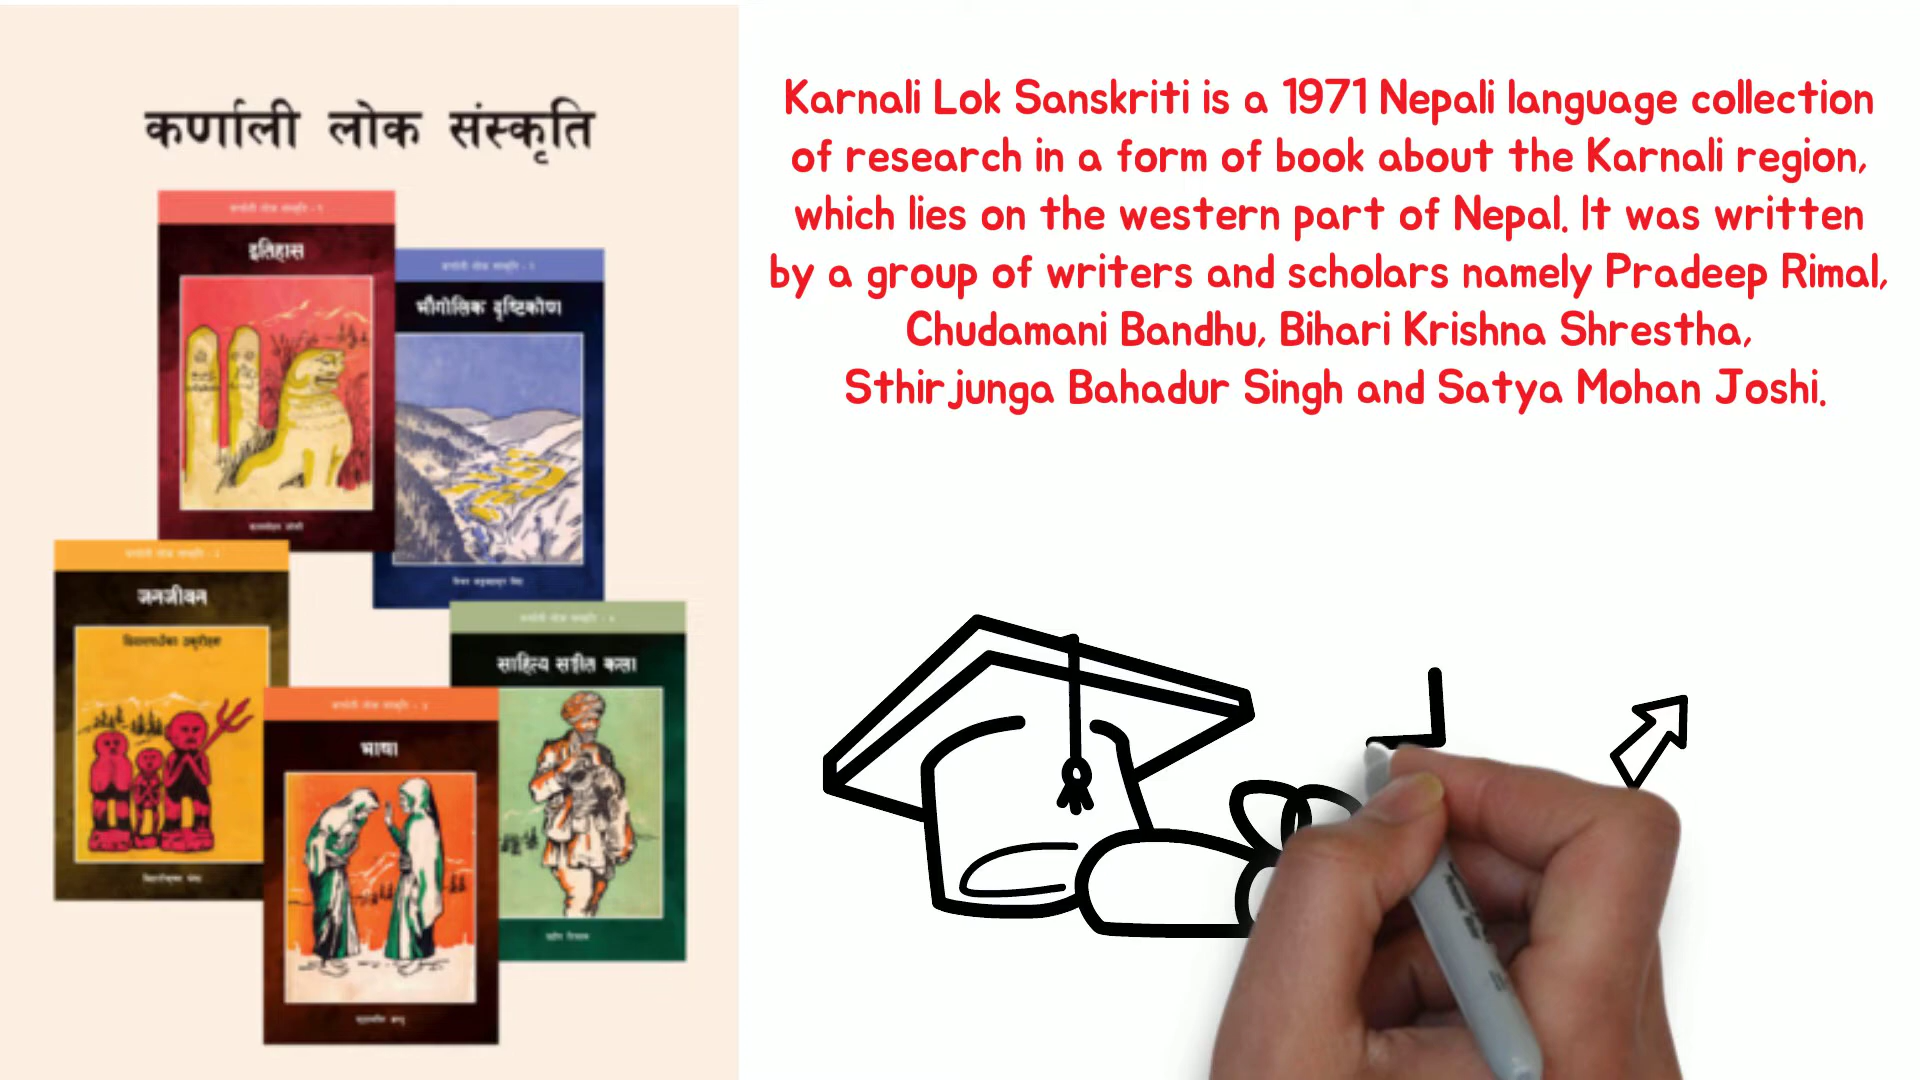 कर्णाली लोक संस्कृति
इतिहास
भौगोलिक दृष्टिकोण
जनजीवन
साहित्य सङ्गीत कला
भाषा
Karnali Lok Sanskriti is a 1971 Nepali language collection
of research in a form of book about the Karnali region,
which lies on the western part of Nepal. It was written
by a group of writers and scholars namely Pradeep Rimal,
Chudamani Bandhu, Bihari Krishna Shrestha,
Sthirjunga Bahadur Singh and Satya Mohan Joshi.